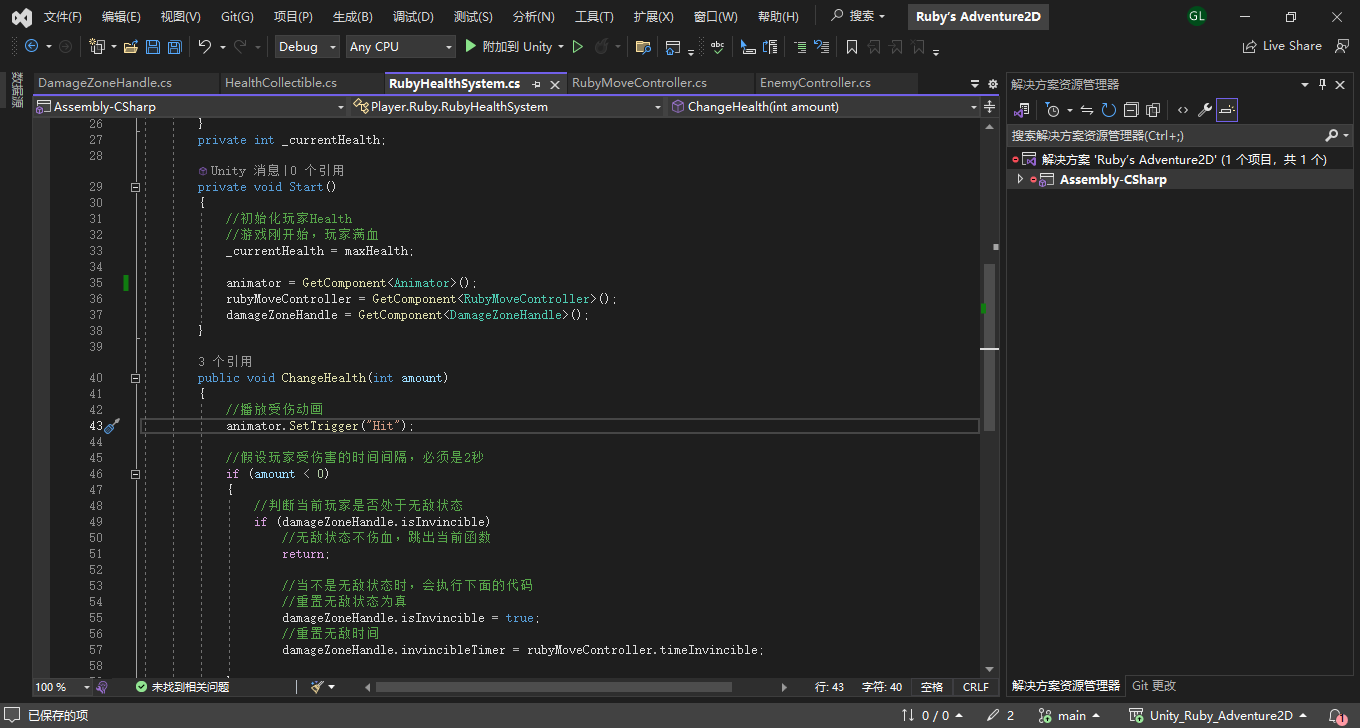 文件(F) 编辑(E) 视图(V) Git(G) 项目(P) 生成(B) 调试(D) 测试(S) 分析(N) 工具(T) 扩展(X) 窗口(W) 帮助(H) 搜索 Ruby's Adventure2D GL
Debug Any CPU 附加到 Unity Live Share
数据源
DamageZoneHandle.cs HealthCollectible.cs RubyHealthSystem.cs RubyMoveController.cs EnemyController.cs
Assembly-CSharp Player.Ruby.RubyHealthSystem ChangeHealth(int amount)
26 }
27 private int _currentHealth;
28
Unity 消息|0 个引用
29 private void Start()
30 {
31 //初始化玩家Health
32 //游戏刚开始，玩家满血
33 _currentHealth = maxHealth;
34
35 animator = GetComponent<Animator>();
36 rubyMoveController = GetComponent<RubyMoveController>();
37 damageZoneHandle = GetComponent<DamageZoneHandle>();
38 }
39
3 个引用
40 public void ChangeHealth(int amount)
41 {
42 //播放受伤动画
43 animator.SetTrigger("Hit");
44
45 //假设玩家受伤害的时间间隔，必须是2秒
46 if (amount < 0)
47 {
48 //判断当前玩家是否处于无敌状态
49 if (damageZoneHandle.isInvincible)
50 //无敌状态不伤血，跳出当前函数
51 return;
52
53 //当不是无敌状态时，会执行下面的代码
54 //重置无敌状态为真
55 damageZoneHandle.isInvincible = true;
56 //重置无敌时间
57 damageZoneHandle.invincibleTimer = rubyMoveController.timeInvincible;
58
100 % 未找到相关问题 行: 43 字符: 40 空格 CRLF
解决方案资源管理器
搜索解决方案资源管理器(Ctrl+;)
解决方案 'Ruby's Adventure2D' (1 个项目，共 1 个)
Assembly-CSharp
解决方案资源管理器 Git 更改
已保存的项 0 / 0 2 main Unity_Ruby_Adventure2D 1